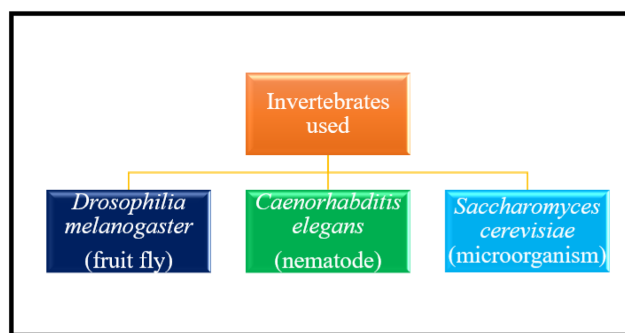 Invertebrates
used
Drosophilia
melanogaster
(fruit fly)
Caenorhabditis
elegans
(nematode)
Saccharomyces
cerevisiae
(microorganism)